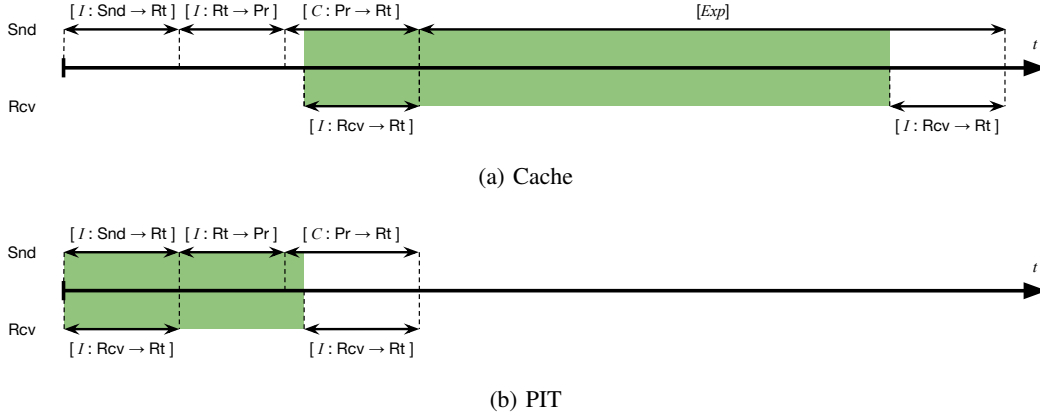 [ I : Snd → Rt ] [ I : Rt → Pr ] [ C : Pr → Rt ] [Exp]
Snd
t
Rcv
[ I : Rcv → Rt ] [ I : Rcv → Rt ]
(a) Cache
[ I : Snd → Rt ] [ I : Rt → Pr ] [ C : Pr → Rt ]
Snd
t
Rcv
[ I : Rcv → Rt ] [ I : Rcv → Rt ]
(b) PIT